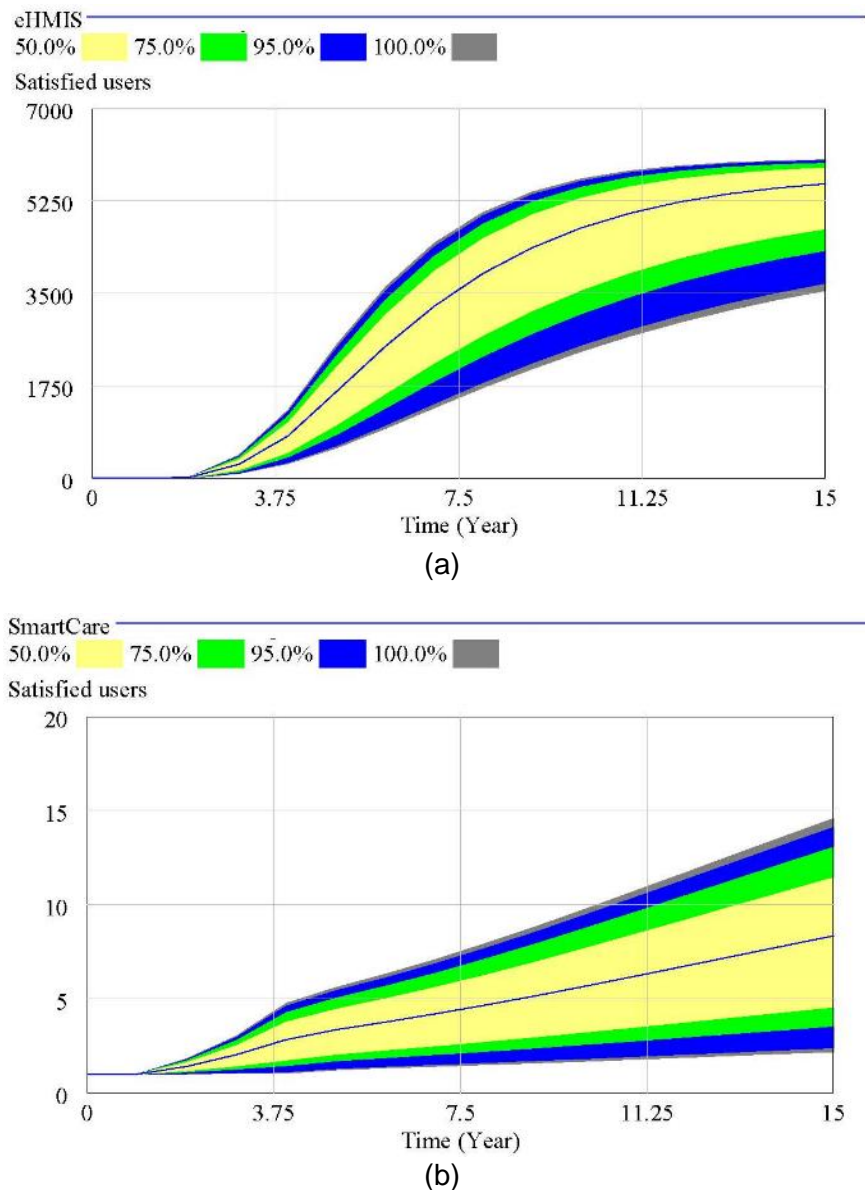 eHMIS
50.0% 75.0% 95.0% 100.0%
Satisfied users
7000
5250
3500
1750
0
0 3.75 7.5 11.25 15
Time (Year)
(a)
SmartCare
50.0% 75.0% 95.0% 100.0%
Satisfied users
20
15
10
5
0
0 3.75 7.5 11.25 15
Time (Year)
(b)